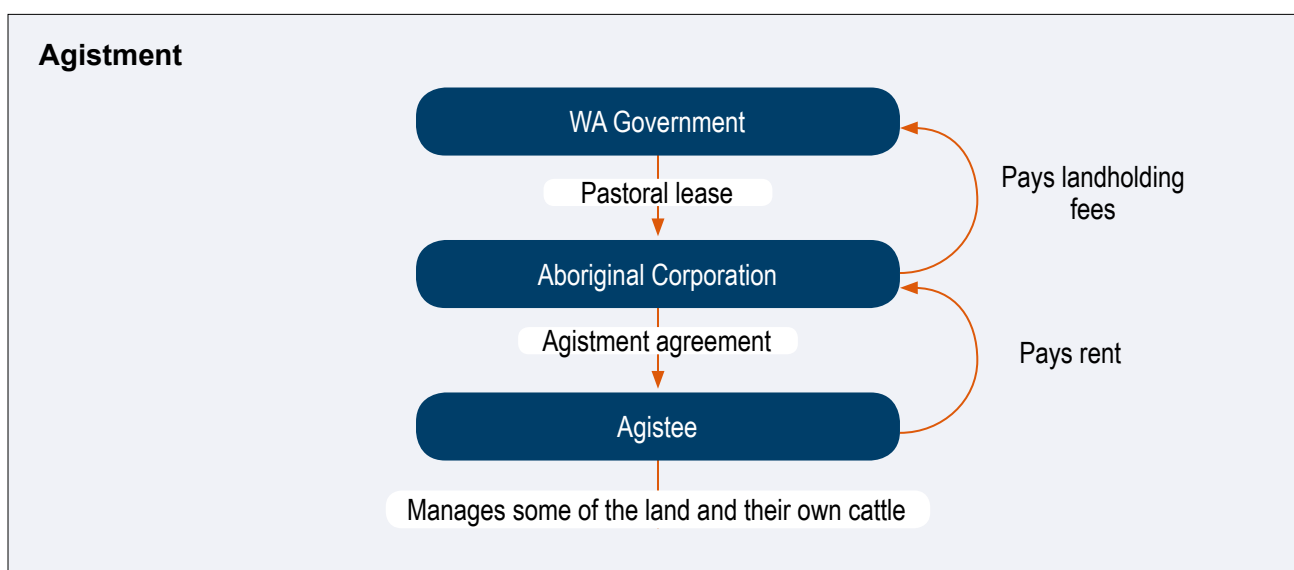 Agistment
WA Government
Pastoral lease
Pays landholding
fees
Aboriginal Corporation
Agistment agreement
Pays rent
Agistee
Manages some of the land and their own cattle